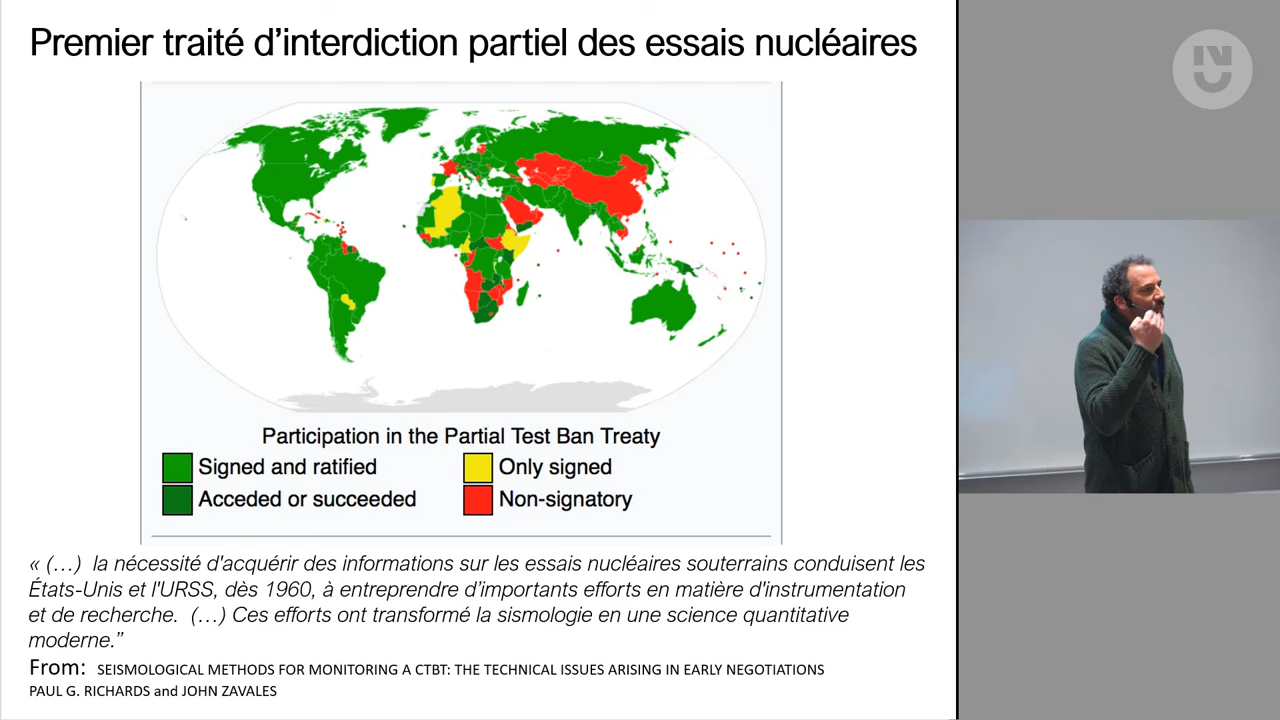 Premier traité d’interdiction partiel des essais nucléaires
Participation in the Partial Test Ban Treaty
Signed and ratified
Only signed
Acceded or succeeded
Non-signatory
« (…)  la nécessité d'acquérir des informations sur les essais nucléaires souterrains conduisent les
États-Unis et l'URSS, dès 1960, à entreprendre d’importants efforts en matière d'instrumentation
et de recherche.  (…) Ces efforts ont transformé la sismologie en une science quantitative
moderne.”
From:  SEISMOLOGICAL METHODS FOR MONITORING A CTBT: THE TECHNICAL ISSUES ARISING IN EARLY NEGOTIATIONS
PAUL G. RICHARDS and JOHN ZAVALES